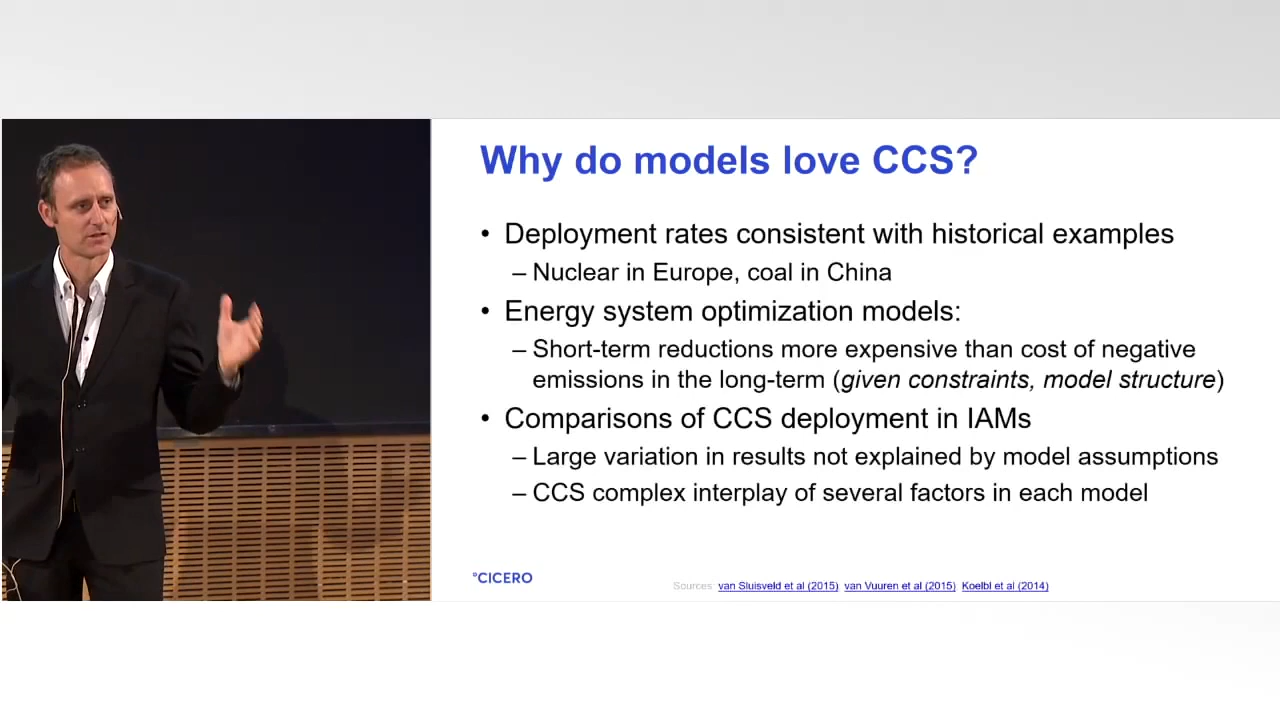 Why do models love CCS?
• Deployment rates consistent with historical examples
– Nuclear in Europe, coal in China
• Energy system optimization models:
– Short-term reductions more expensive than cost of negative
emissions in the long-term (given constraints, model structure)
• Comparisons of CCS deployment in IAMs
– Large variation in results not explained by model assumptions
– CCS complex interplay of several factors in each model
°CICERO
Sources: van Sluisveld et al (2015) van Vuuren et al (2015) Koelbl et al (2014)